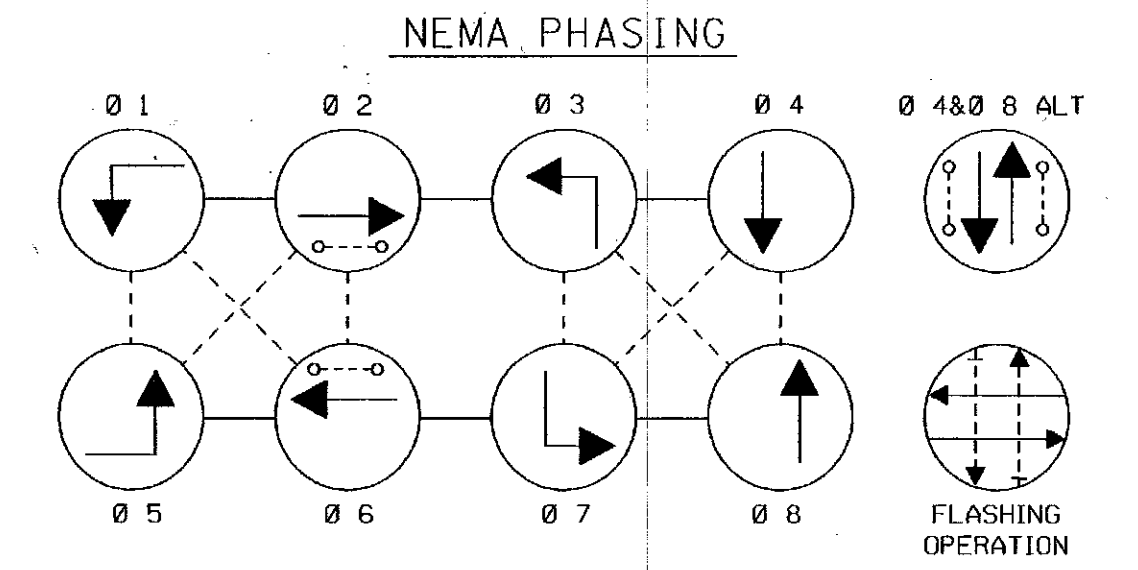 NEMA PHASING
Ø 1 Ø 2 Ø 3 Ø 4 Ø 4&Ø 8 ALT
Ø 5 Ø 6 Ø 7 Ø 8 FLASHING
OPERATION